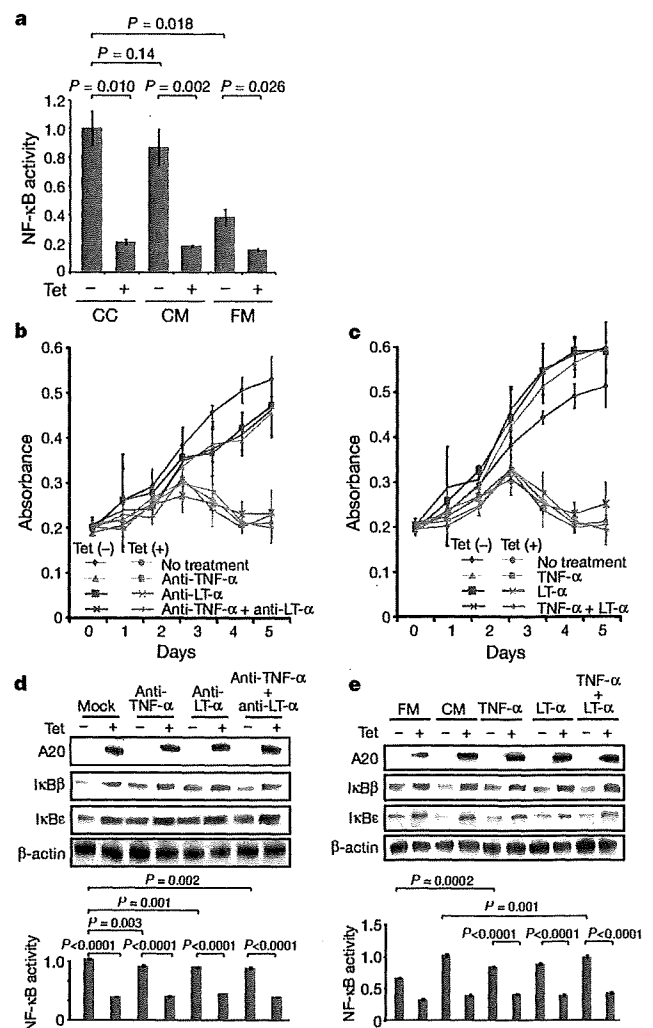 a
P = 0.018
P = 0.14
P = 0.010 P = 0.002 P = 0.026
NF-κB activity
1.2
1.0
0.8
0.6
0.4
0.2
0
Tet – + – + – +
CC CM FM
b
Absorbance
0.6
0.5
0.4
0.3
0.2
0.1
0
Tet (–) Tet (+)
No treatment
Anti-TNF-α
Anti-LT-α
Anti-TNF-α + anti-LT-α
0 1 2 3 4 5
Days
c
Absorbance
0.6
0.5
0.4
0.3
0.2
0.1
0
Tet (–) Tet (+)
No treatment
TNF-α
LT-α
TNF-α + LT-α
0 1 2 2 3 4 5
Days
d
Mock
Anti-
TNF-α
Anti-
LT-α
Anti-TNF-α
+
anti-LT-α
Tet – + – + – + – +
A20
IκBβ
IκBε
β-actin
P = 0.002
P = 0.001
P = 0.003
P<0.0001 P<0.0001 P<0.0001 P<0.0001
NF-κB activity
1.0
0
e
FM CM TNF-α LT-α
TNF-α
+
LT-α
Tet – + – + – + – + – +
A20
IκBβ
IκBε
β-actin
P = 0.0002
P = 0.001
P<0.0001 P<0.0001 P<0.0001
NF-κB activity
1.5
1.0
0.5
0